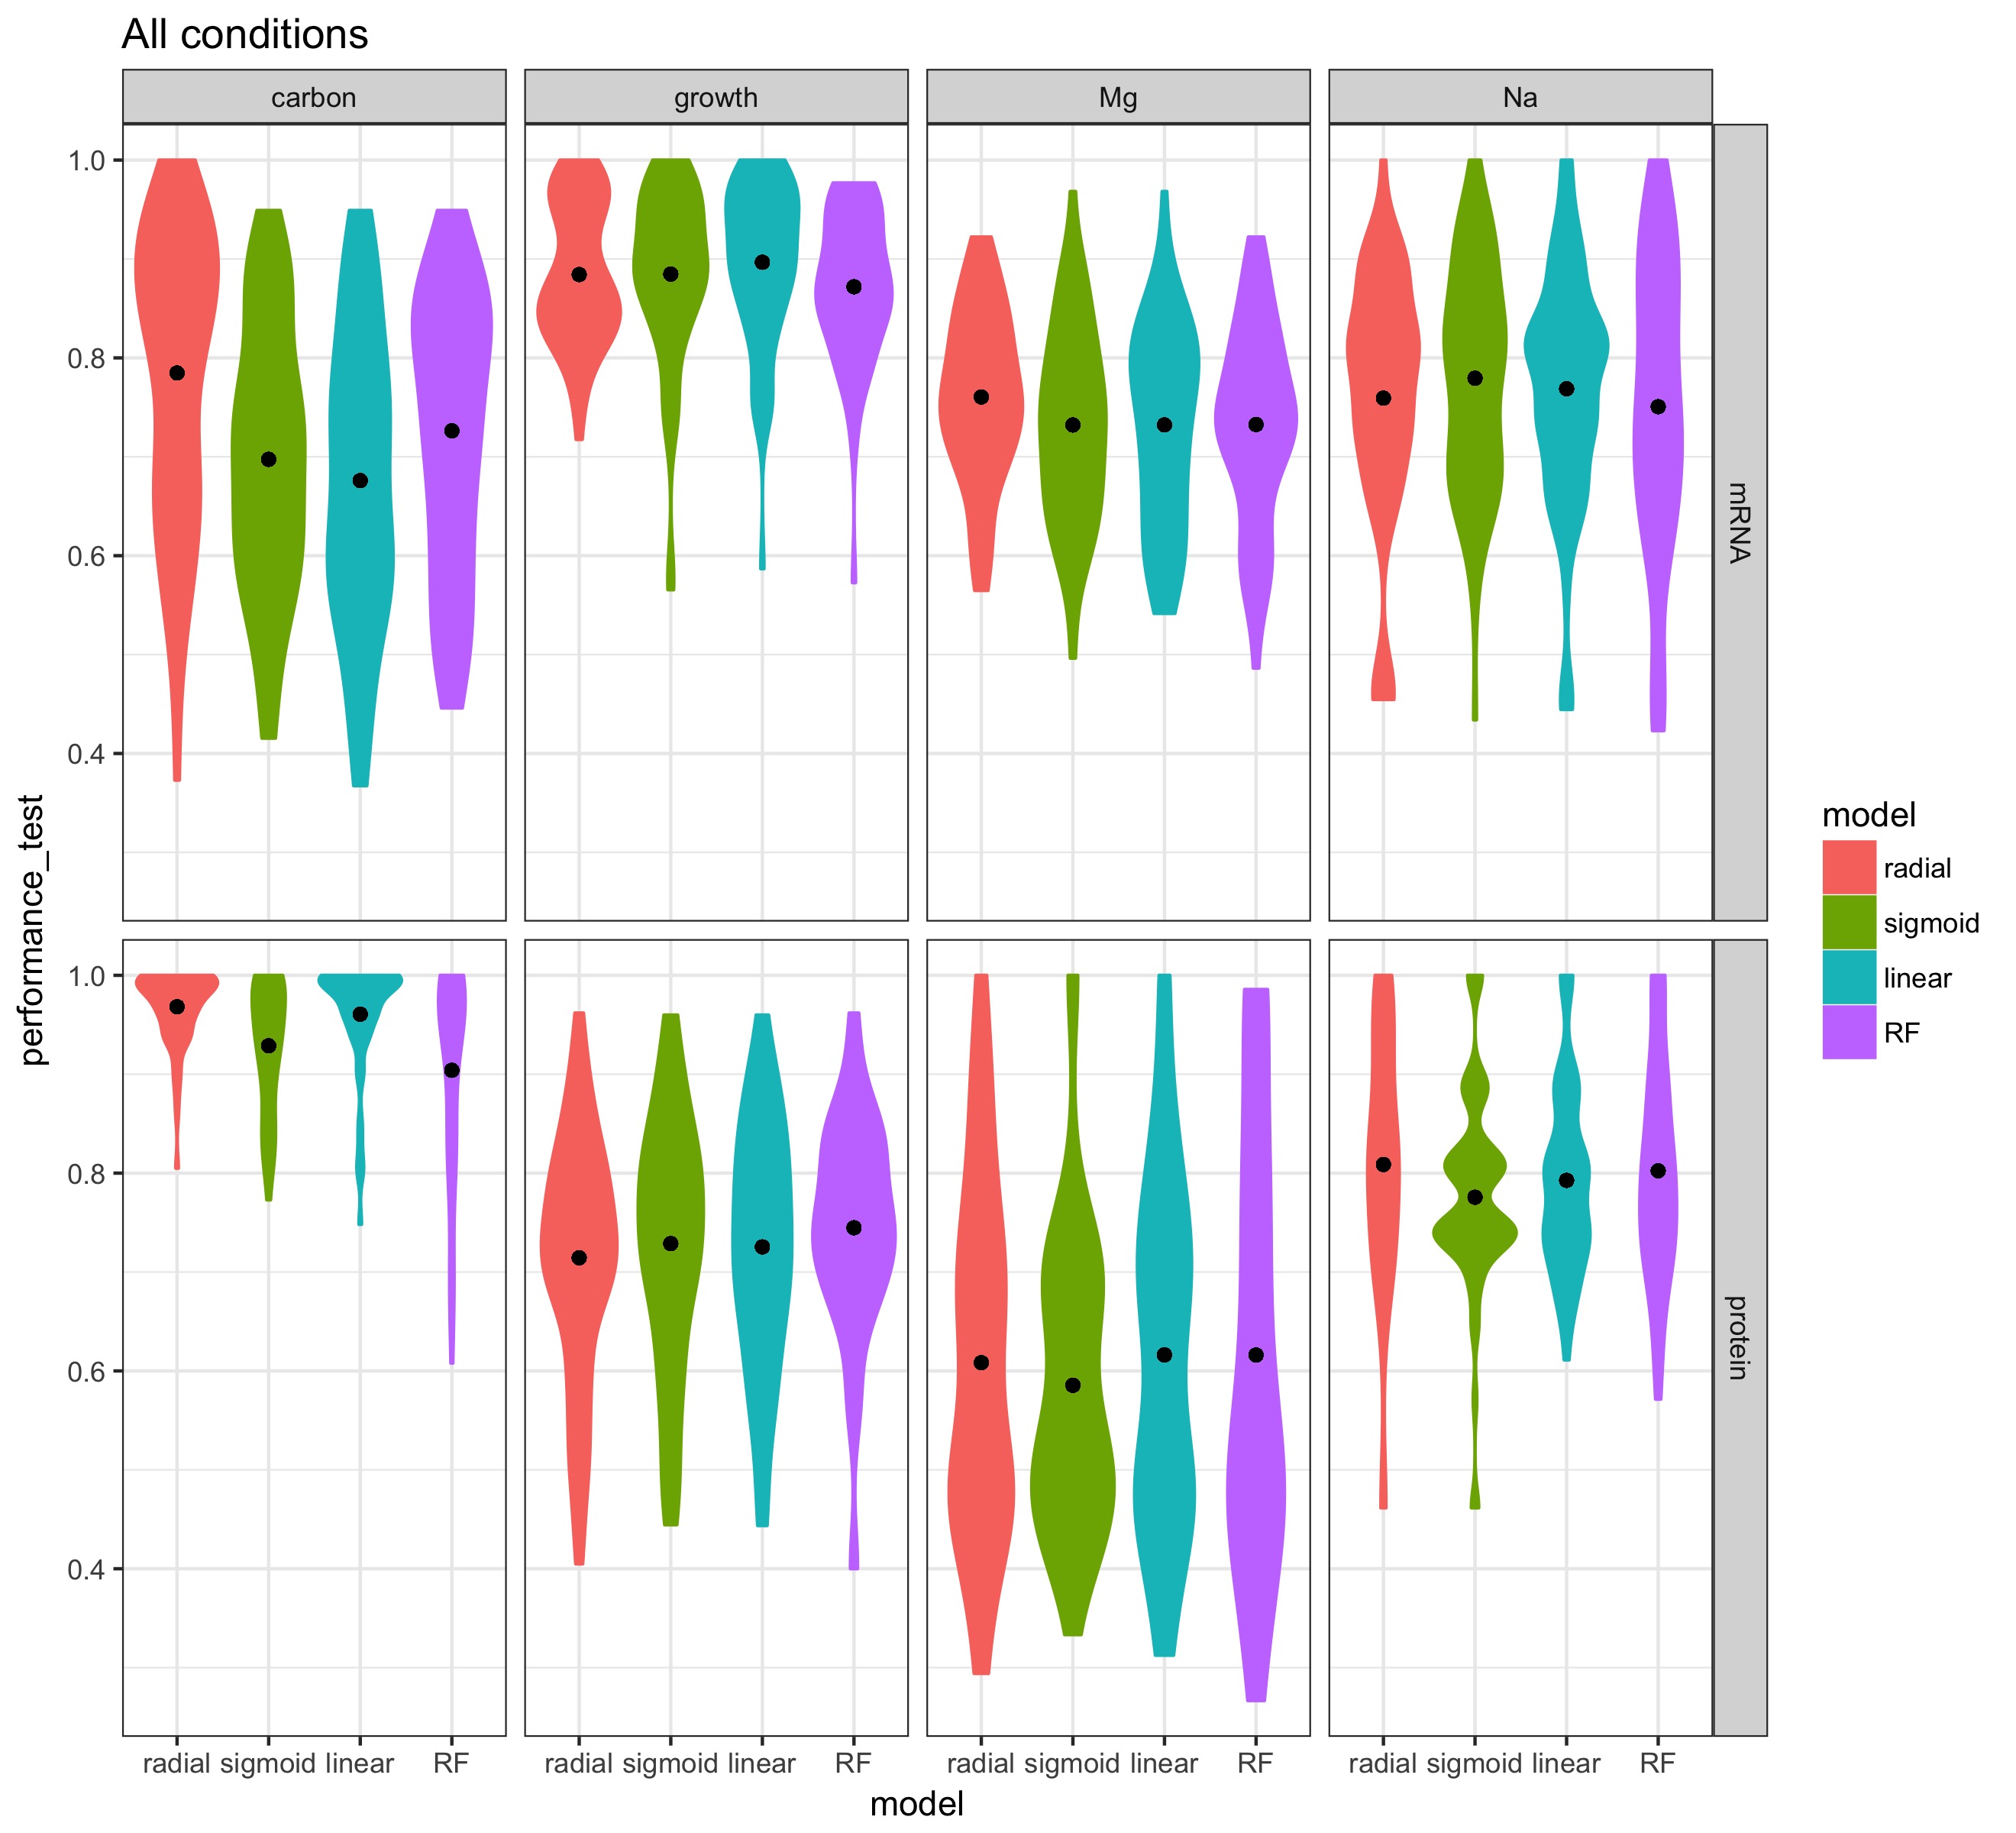 All conditions
carbon growth Mg Na
1.0
0.8
0.6
0.4
mRNA
1.0
0.8
0.6
0.4
protein
performance_test
radial sigmoid linear RF radial sigmoid linear RF radial sigmoid linear RF radial sigmoid linear RF
model
model
radial
sigmoid
linear
RF